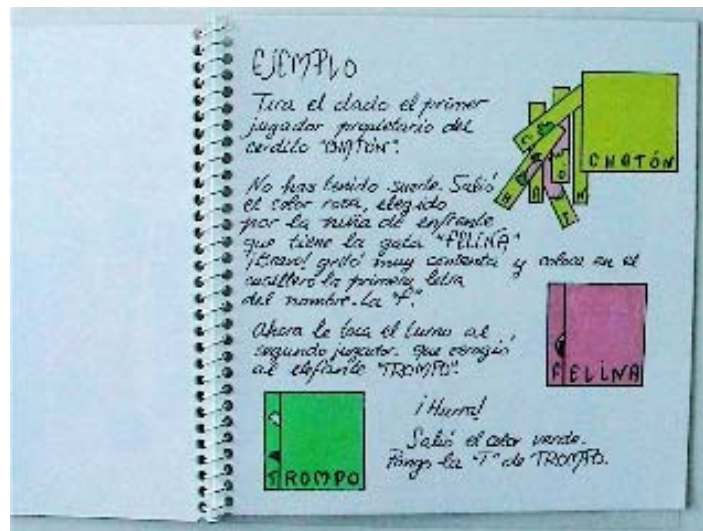 EJEMPLO
Tira el dado el primer
jugador propietario del
cerdito "CHATÓN".
CHATÓN
No has tenido suerte. Salió
el color rosa, elegido
por la niña de enfrente
que tiene la gata "FELINA"
¡Bravo! gritó muy contenta y coloca en el
casillero la primera letra
del nombre. La "F".
Ahora le toca el turno al
segundo jugador. que escogió
al elefante "TROMPO".
FELINA
¡Hurra!
Salió el color verde.
Pongo la "T" de TROMPO.
TROMPO